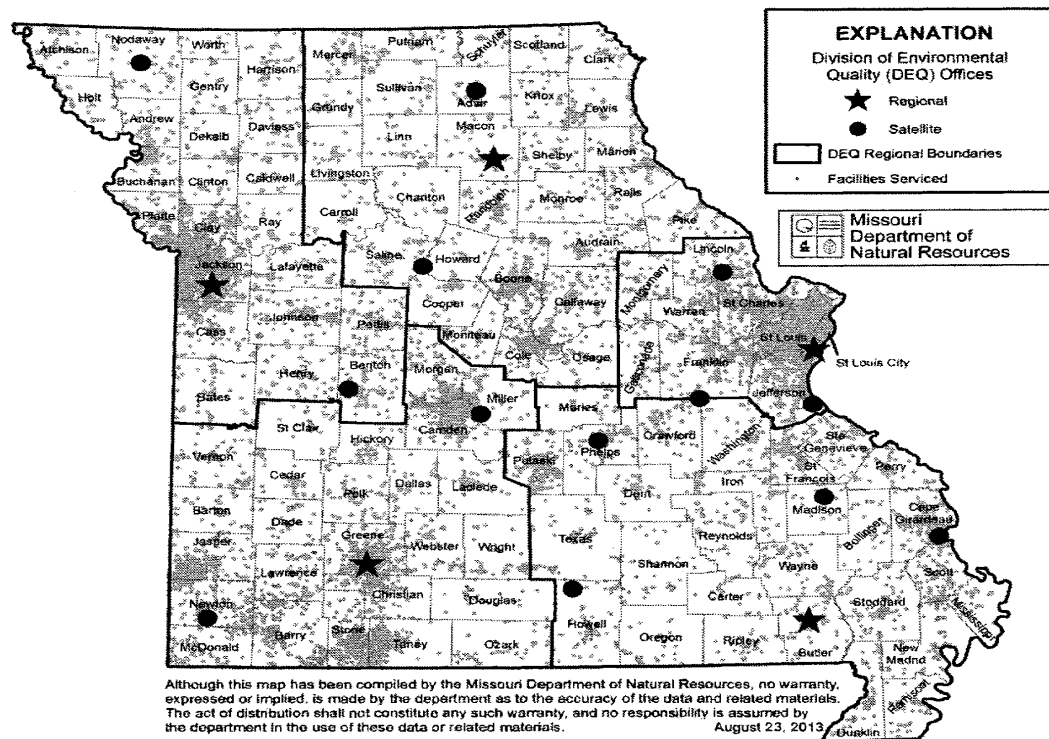 EXPLANATION
Division of Environmental
Quality (DEQ) Offices
Regional
Satellite
DEQ Regional Boundaries
Facilities Serviced
Missouri
Department of
Natural Resources
Atchison
Nodaway
Worth
Harrison
Mercer
Putnam
Schuyler
Scotland
Clark
Holt
Gentry
Andrew
Dekalb
Daviess
Grundy
Sullivan
Adair
Knox
Lewis
Linn
Macon
Shelby
Marion
Buchanan
Clinton
Caldwell
Livingston
Chariton
Randolph
Monroe
Ralls
Platte
Clay
Ray
Carroll
Pike
Audrain
Lincoln
Jackson
Lafayette
Saline
Howard
Boone
Callaway
Montgomery
Warren
St Charles
St Louis
St Louis City
Cass
Johnson
Pettis
Cooper
Moniteau
Cole
Osage
Gasconade
Franklin
Jefferson
Bates
Henry
Benton
Morgan
Miller
Camden
Maries
St Clair
Hickory
Pulaski
Phelps
Crawford
Washington
Ste
Genevieve
St
Francois
Perry
Vernon
Cedar
Polk
Dallas
Laclede
Dent
Iron
Madison
Bollinger
Cape
Girardeau
Barton
Dade
Greene
Webster
Wright
Texas
Reynolds
Wayne
Scott
Jasper
Lawrence
Christian
Douglas
Shannon
Carter
Stoddard
Mississippi
Newton
McDonald
Barry
Stone
Taney
Ozark
Howell
Oregon
Ripley
Butler
New
Madrid
Pemiscot
Dunklin
Although this map has been compiled by the Missouri Department of Natural Resources, no warranty,
expressed or implied, is made by the department as to the accuracy of the data and related materials.
The act of distribution shall not constitute any such warranty, and no responsibility is assumed by
the department in the use of these data or related materials. August 23, 2013